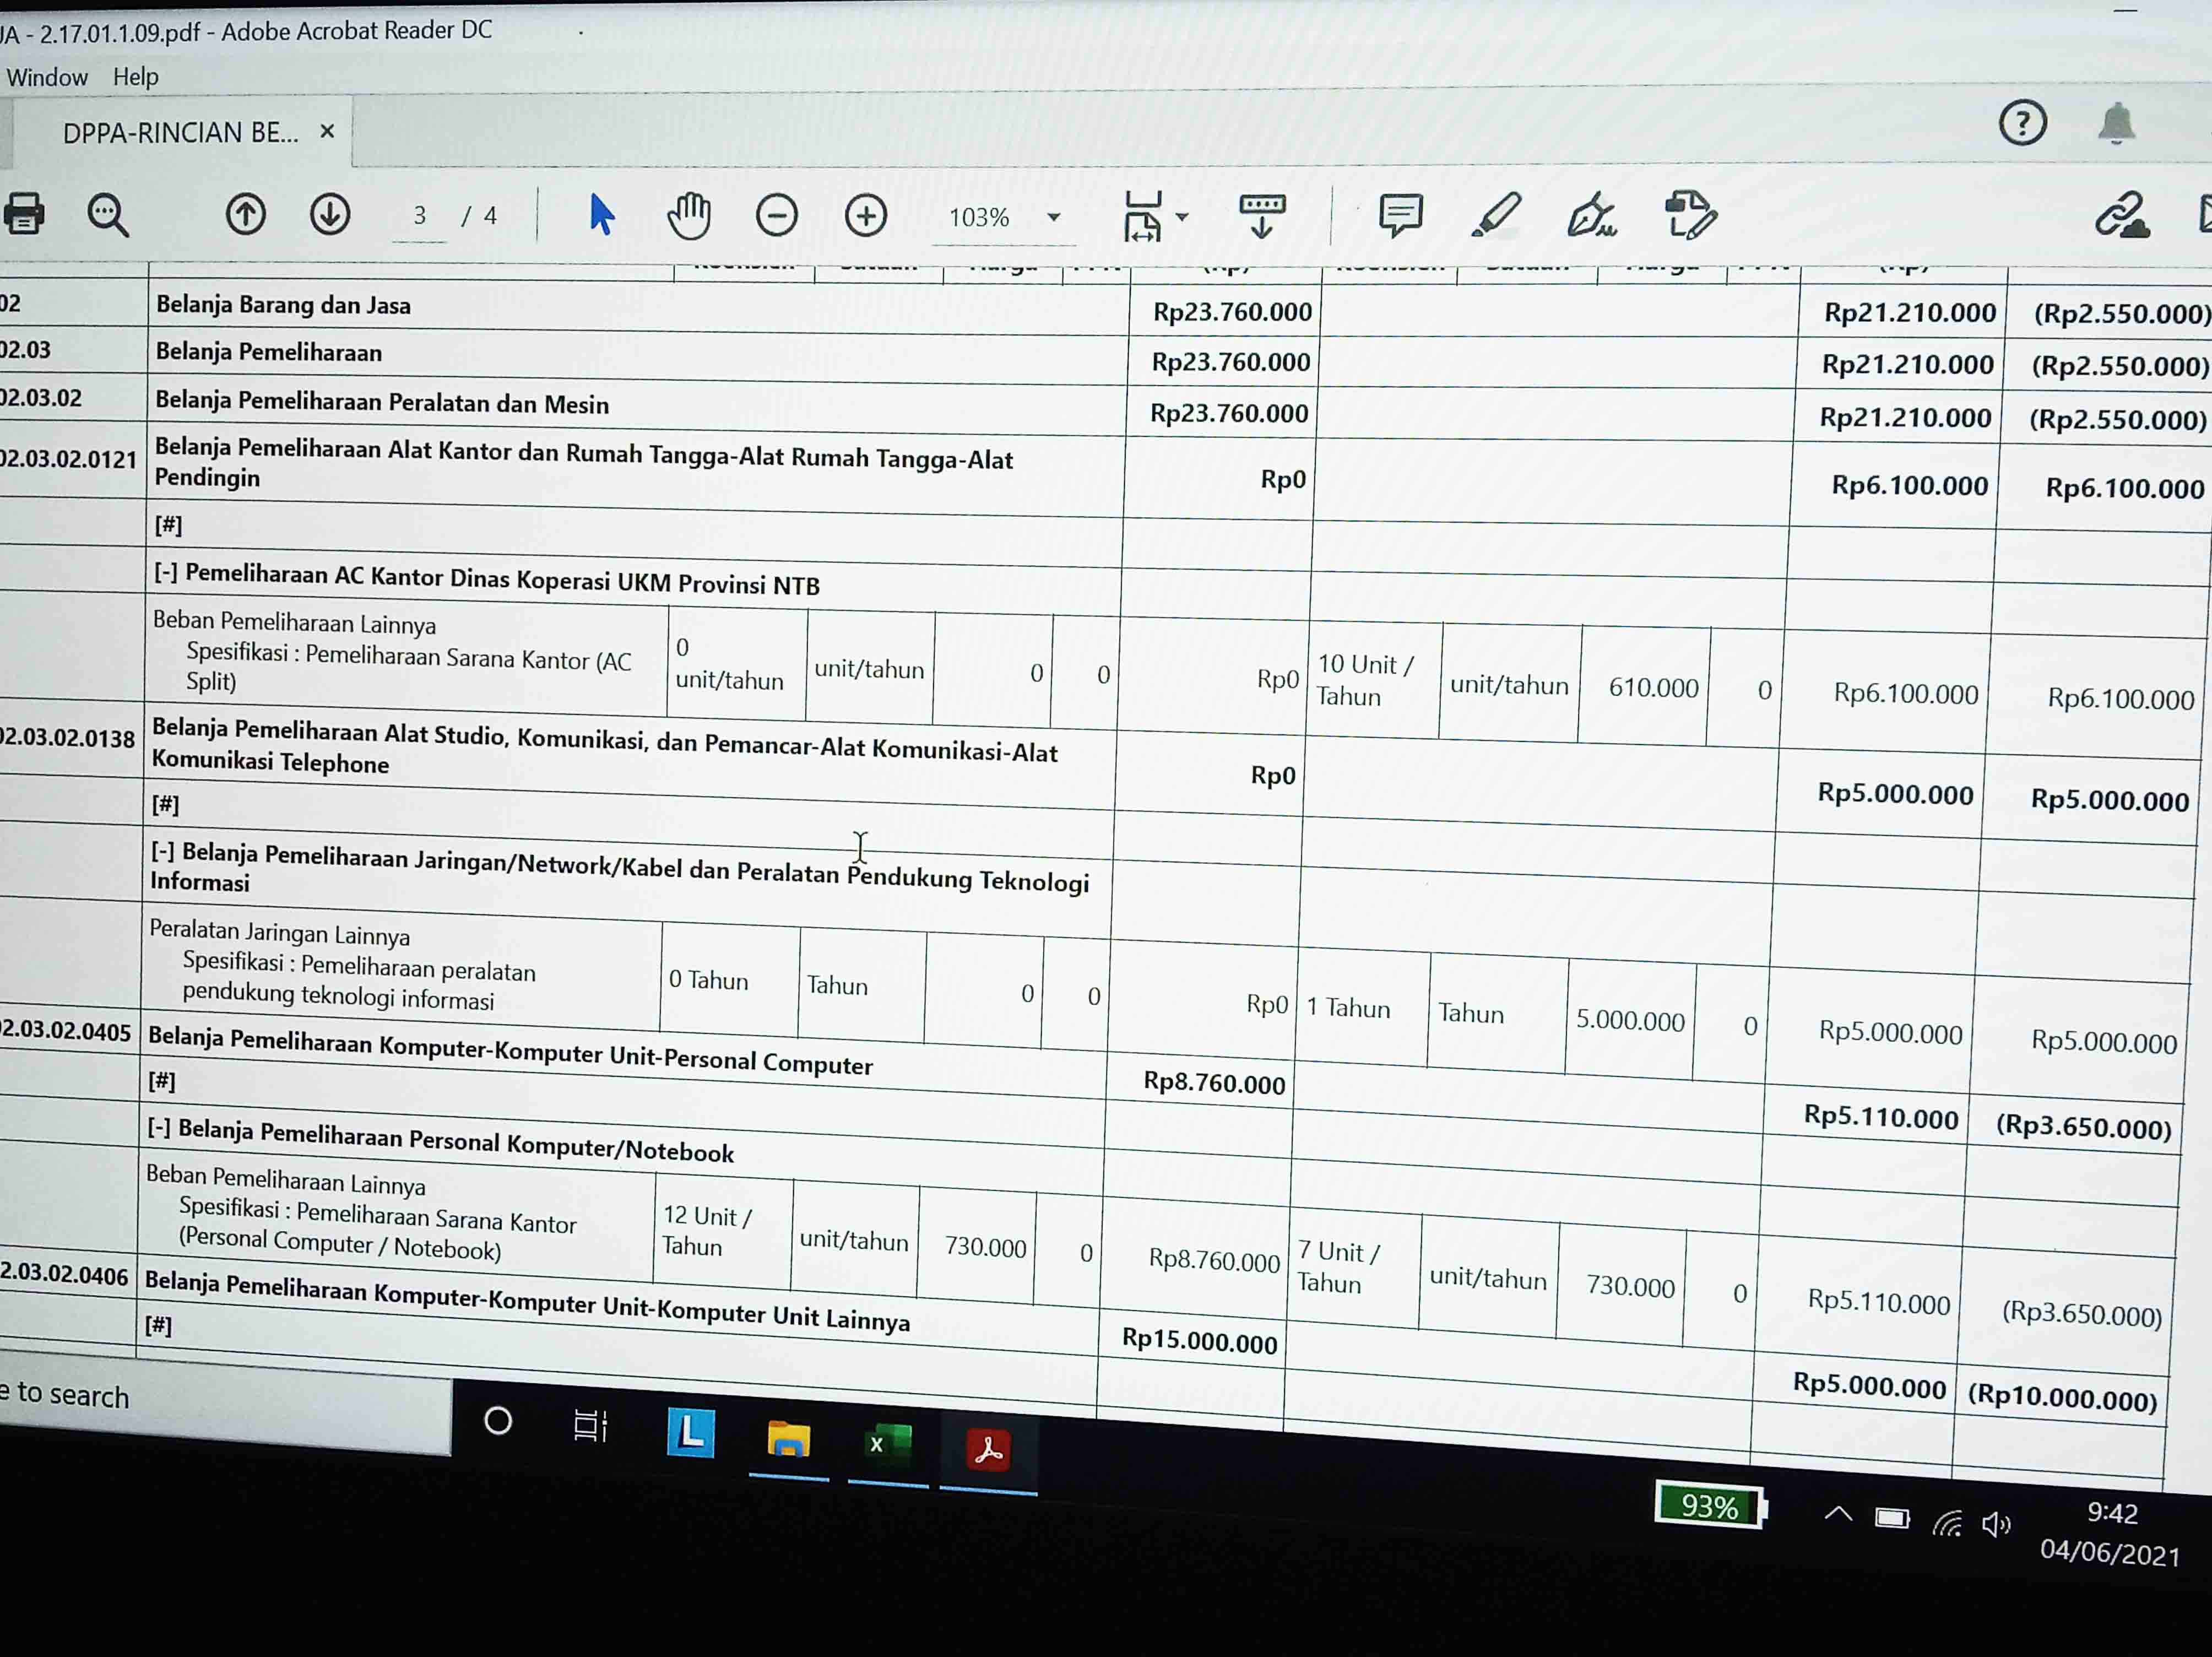 JA - 2.17.01.1.09.pdf - Adobe Acrobat Reader DC
Window Help
DPPA-RINCIAN BE... ×
3 / 4 103%
02 Belanja Barang dan Jasa Rp23.760.000 Rp21.210.000 (Rp2.550.000)
02.03 Belanja Pemeliharaan Rp23.760.000 Rp21.210.000 (Rp2.550.000)
02.03.02 Belanja Pemeliharaan Peralatan dan Mesin Rp23.760.000 Rp21.210.000 (Rp2.550.000)
02.03.02.0121 Belanja Pemeliharaan Alat Kantor dan Rumah Tangga-Alat Rumah Tangga-Alat
Pendingin Rp0 Rp6.100.000 Rp6.100.000
[#]
[-] Pemeliharaan AC Kantor Dinas Koperasi UKM Provinsi NTB
Beban Pemeliharaan Lainnya
Spesifikasi : Pemeliharaan Sarana Kantor (AC
Split)
0
unit/tahun
unit/tahun 0 0 Rp0
10 Unit /
Tahun
unit/tahun 610.000 0 Rp6.100.000 Rp6.100.000
02.03.02.0138 Belanja Pemeliharaan Alat Studio, Komunikasi, dan Pemancar-Alat Komunikasi-Alat
Komunikasi Telephone Rp0 Rp5.000.000 Rp5.000.000
[#]
[-] Belanja Pemeliharaan Jaringan/Network/Kabel dan Peralatan Pendukung Teknologi
Informasi
Peralatan Jaringan Lainnya
Spesifikasi : Pemeliharaan peralatan
pendukung teknologi informasi
0 Tahun Tahun 0 0 Rp0 1 Tahun Tahun 5.000.000 0 Rp5.000.000 Rp5.000.000
2.03.02.0405 Belanja Pemeliharaan Komputer-Komputer Unit-Personal Computer Rp8.760.000 Rp5.110.000 (Rp3.650.000)
[#]
[-] Belanja Pemeliharaan Personal Komputer/Notebook
Beban Pemeliharaan Lainnya
Spesifikasi : Pemeliharaan Sarana Kantor
(Personal Computer / Notebook)
12 Unit /
Tahun
unit/tahun 730.000 0 Rp8.760.000
7 Unit /
Tahun
unit/tahun 730.000 0 Rp5.110.000 (Rp3.650.000)
2.03.02.0406 Belanja Pemeliharaan Komputer-Komputer Unit-Komputer Unit Lainnya Rp15.000.000 Rp5.000.000 (Rp10.000.000)
[#]
e to search
L
93%
9:42
04/06/2021